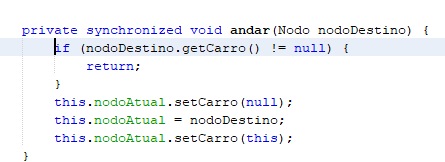 private synchronized void andar(Nodo nodoDestino) {
if (nodoDestino.getCarro() != null) {
return;
}
this.nodoAtual.setCarro(null);
this.nodoAtual = nodoDestino;
this.nodoAtual.setCarro(this);
}